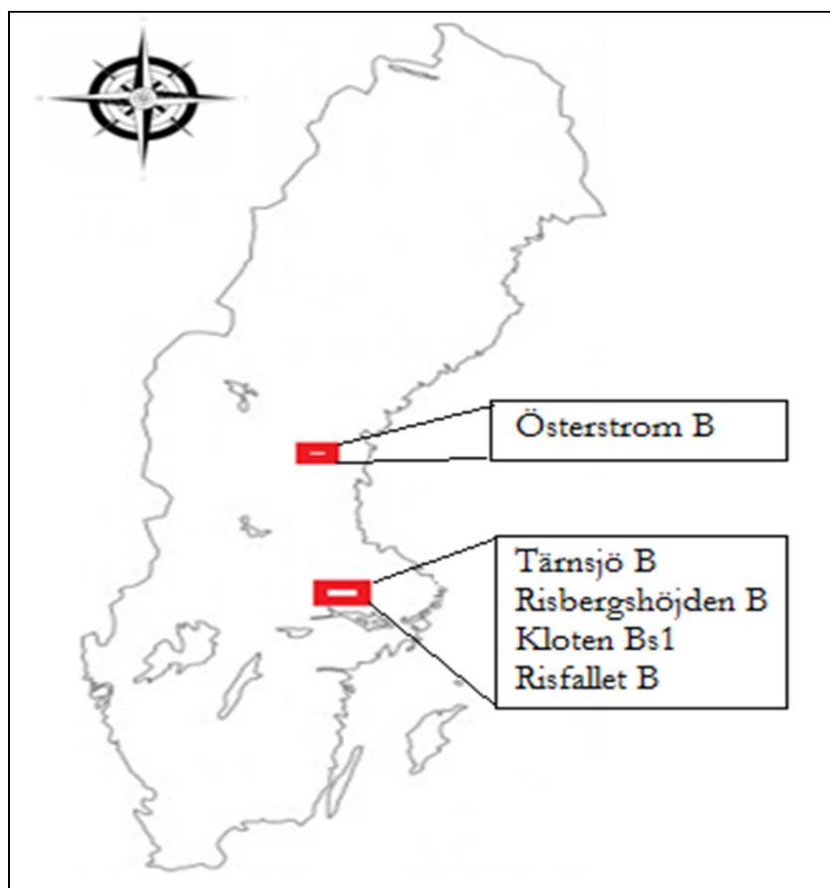 Österstrom B
Tärnsjö B
Risbergshöjden B
Kloten Bs1
Risfallet B